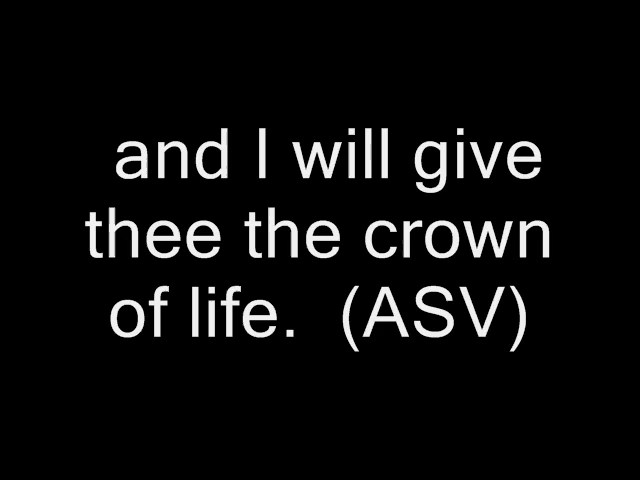 and I will give
thee the crown
of life.  (ASV)